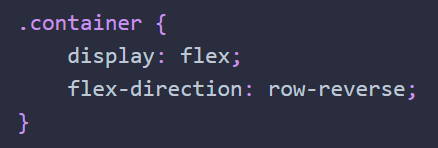 .container {
    display: flex;
    flex-direction: row-reverse;
}